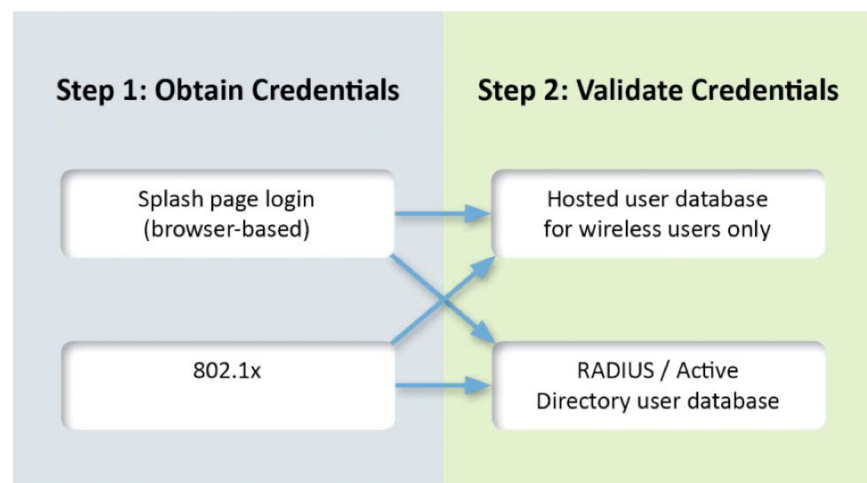 Step 1: Obtain Credentials
Step 2: Validate Credentials
Splash page login
(browser-based)
Hosted user database
for wireless users only
802.1x
RADIUS / Active
Directory user database